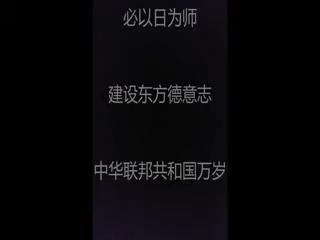 必以日为师
建设东方德意志
中华联邦共和国万岁